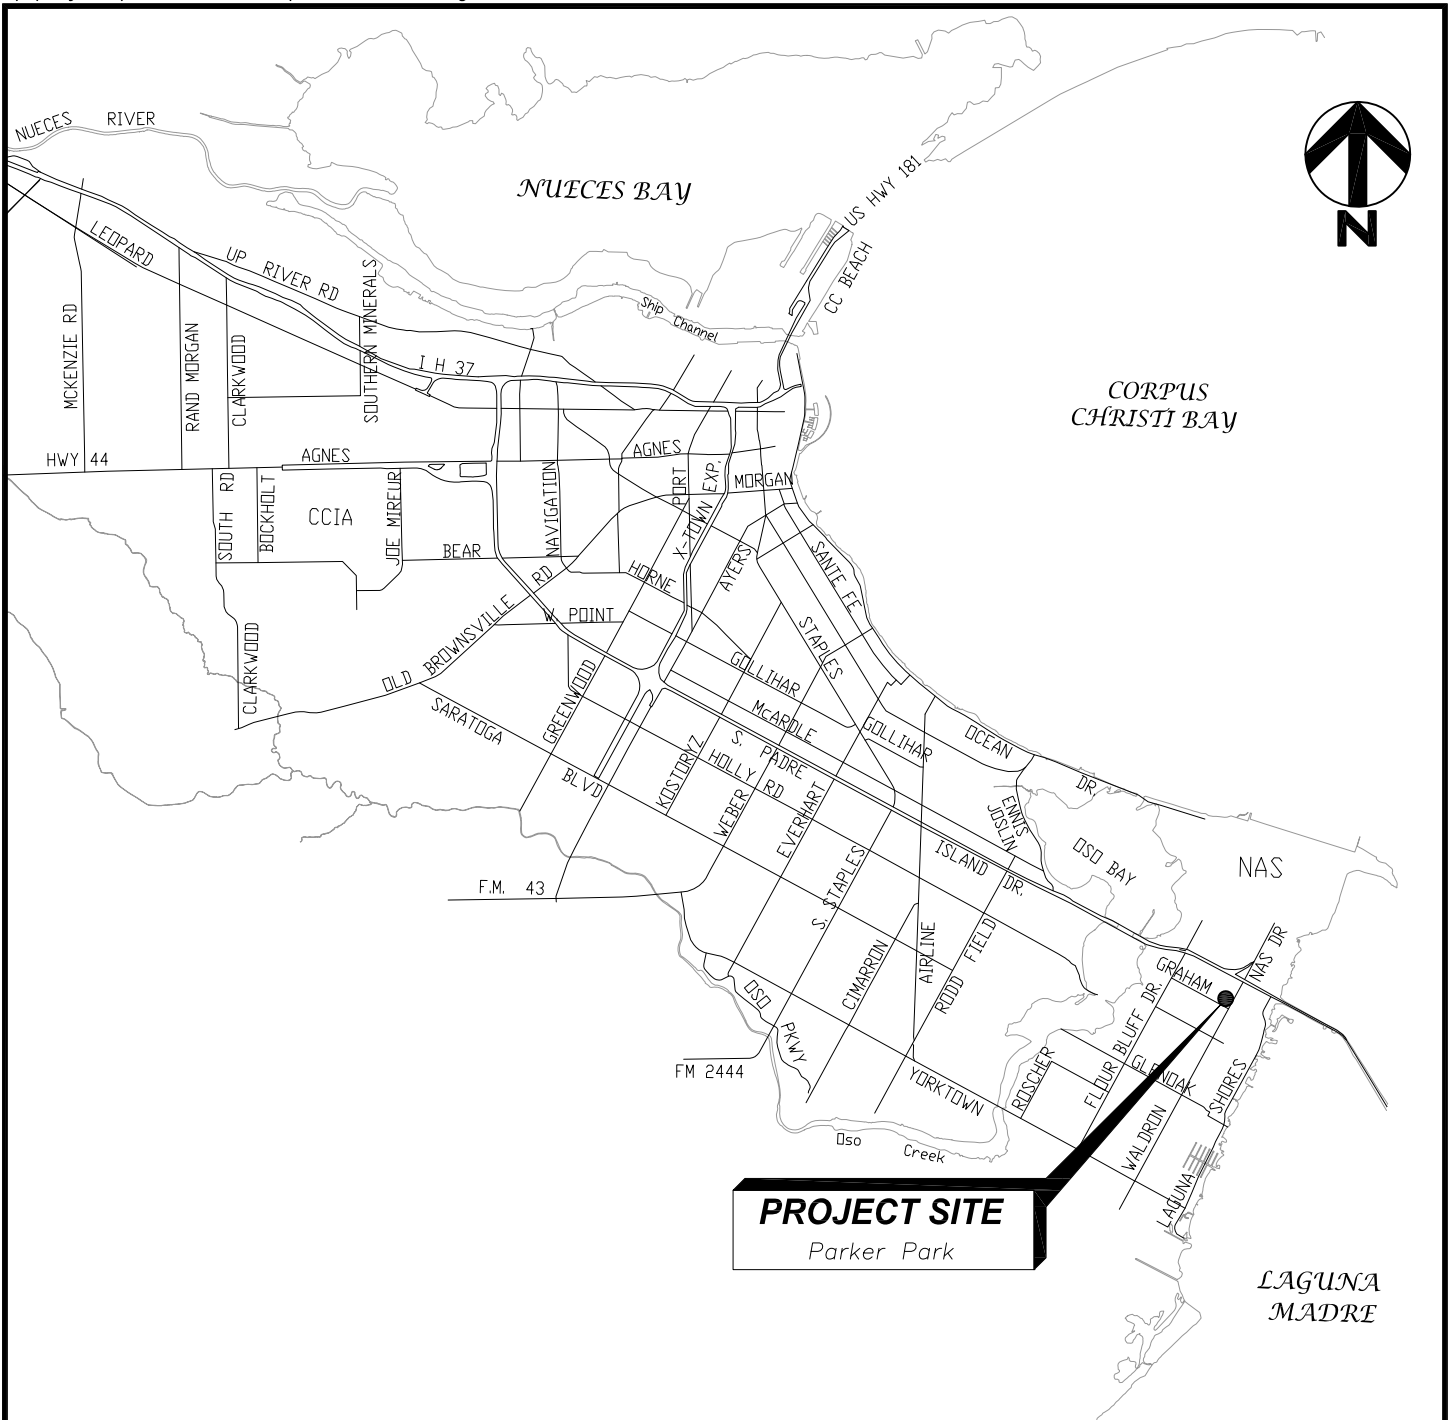 NUECES RIVER
NUECES BAY
US HWY 181
N
LEOPARD
UP RIVER RD
CC BEACH
Ship Channel
MCKENZIE RD
RAND MORGAN
CLARKWOOD
SOUTHERN MINERALS
I H 37
CORPUS
CHRISTI BAY
HWY 44
AGNES
AGNES
SOUTH RD
BOCKHOLT
CCIA
JOE MIREUR
NAVIGATION
PORT
X-TOWN EXP.
MORGAN
BEAR
HORNE
AYERS
SANTE FE
OLD BROWNSVILLE RD
W. POINT
CLARKWOOD
STAPLES
GOLLIHAR
SARATOGA BLVD
GREENWOOD
McARDLE
GOLLIHAR
OCEAN DR.
KOSTORYZ
S. PADRE ISLAND DR.
HOLLY RD
WEBER
EVERHART
ENNIS
JOSLIN
OSO BAY
NAS
F.M. 43
S. STAPLES
CIMARRON
AIRLINE
RODD FIELD
NAS DR
GRAHAM
OSO PKWY
FLOUR BLUFF DR.
FM 2444
YORKTOWN
ROSCHER
GLENOAK
SHORES
WALDRON
Oso Creek
LAGUNA
PROJECT SITE
Parker Park
LAGUNA
MADRE